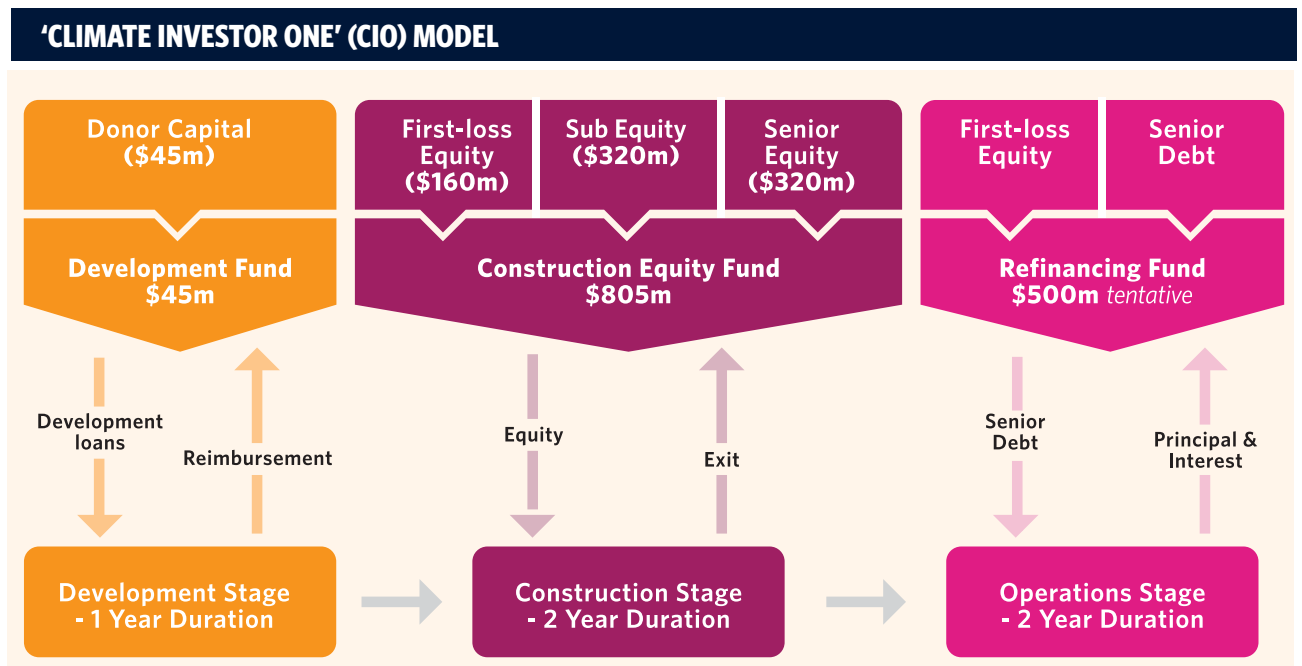 ‘CLIMATE INVESTOR ONE’ (CIO) MODEL
Donor Capital
($45m)
First-loss
Equity
($160m)
Sub Equity
($320m)
Senior
Equity
($320m)
First-loss
Equity
Senior
Debt
Development Fund
$45m
Construction Equity Fund
$805m
Refinancing Fund
$500m tentative
Development
loans
Reimbursement
Equity
Exit
Senior
Debt
Principal &
Interest
Development Stage
- 1 Year Duration
Construction Stage
- 2 Year Duration
Operations Stage
- 2 Year Duration